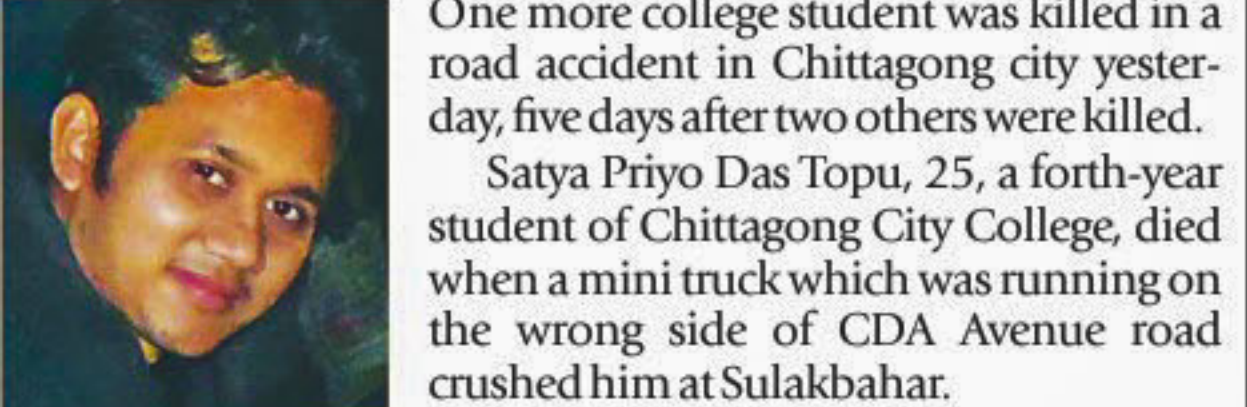 One more college student was killed in a
road accident in Chittagong city yester-
day, five days after two others were killed.
Satya Priyo Das Topu, 25, a forth-year
student of Chittagong City College, died
when a mini truck which was running on
the wrong side of CDA Avenue road
crushed him at Sulakbahar.